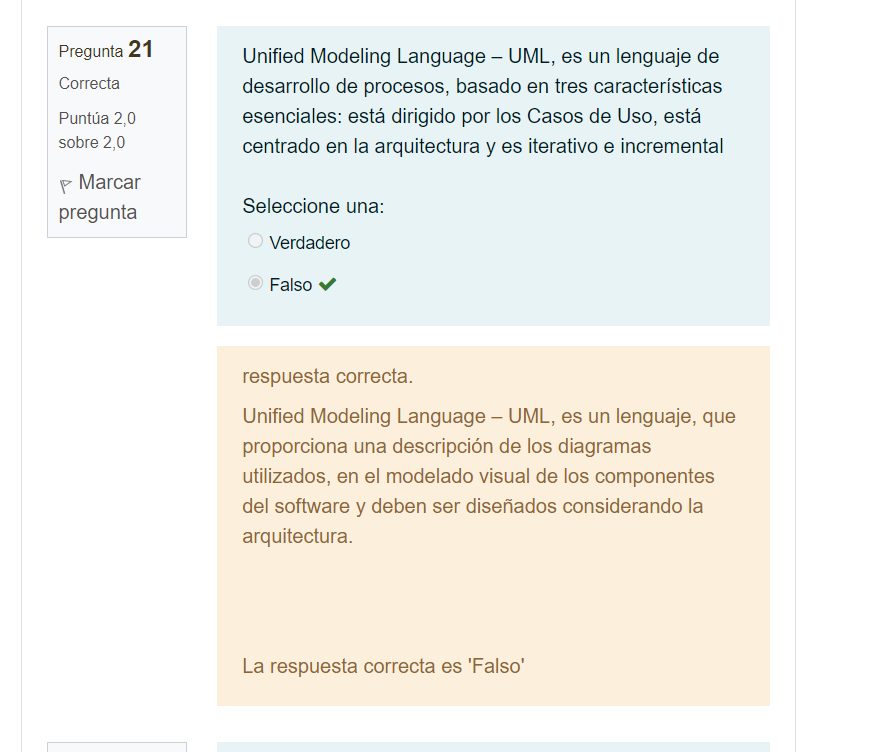 Pregunta 21
Correcta
Puntúa 2,0
sobre 2,0
Marcar
pregunta
Unified Modeling Language – UML, es un lenguaje de
desarrollo de procesos, basado en tres características
esenciales: está dirigido por los Casos de Uso, está
centrado en la arquitectura y es iterativo e incremental
Seleccione una:
Verdadero
Falso
respuesta correcta.
Unified Modeling Language – UML, es un lenguaje, que
proporciona una descripción de los diagramas
utilizados, en el modelado visual de los componentes
del software y deben ser diseñados considerando la
arquitectura.
La respuesta correcta es 'Falso'